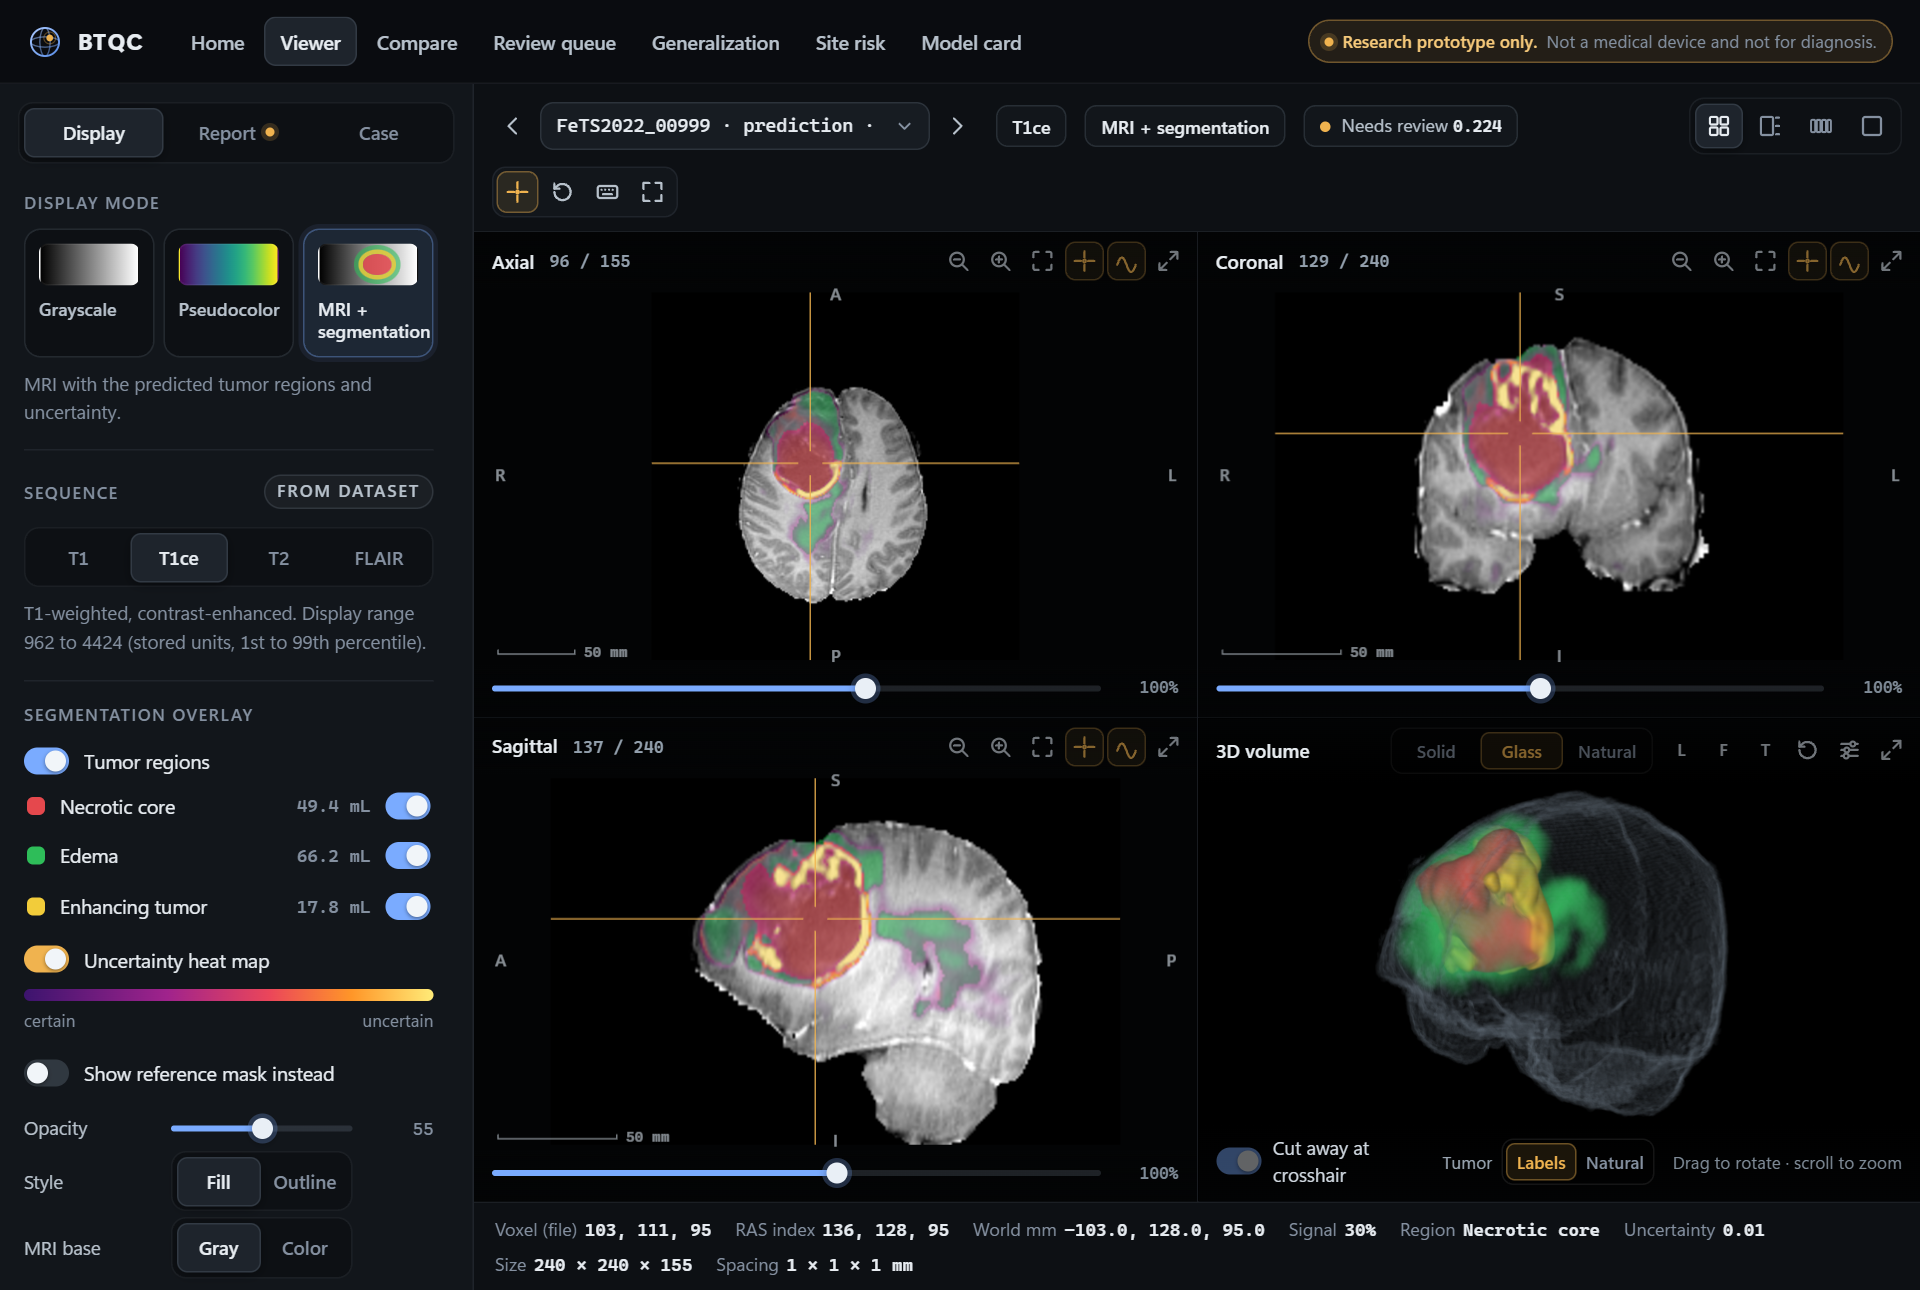 BTQC
Home Viewer Compare Review queue Generalization Site risk Model card
Research prototype only. Not a medical device and not for diagnosis.
Display Report Case
FeTS2022_00999 · prediction ·
T1ce
MRI + segmentation
Needs review 0.224
DISPLAY MODE
Grayscale
Pseudocolor
MRI +
segmentation
MRI with the predicted tumor regions and
uncertainty.
SEQUENCE
FROM DATASET
T1 T1ce T2 FLAIR
T1-weighted, contrast-enhanced. Display range
962 to 4424 (stored units, 1st to 99th percentile).
SEGMENTATION OVERLAY
Tumor regions
Necrotic core 49.4 mL
Edema 66.2 mL
Enhancing tumor 17.8 mL
Uncertainty heat map
certain uncertain
Show reference mask instead
Opacity 55
Style Fill Outline
MRI base Gray Color
Axial 96 / 155
A
R
L
50 mm
P
100%
Coronal 129 / 240
S
R
L
50 mm
I
100%
Sagittal 137 / 240
S
A
P
50 mm
I
100%
3D volume
Solid Glass Natural
L F T
Cut away at
crosshair
Tumor Labels Natural
Drag to rotate · scroll to zoom
Voxel (file) 103, 111, 95 RAS index 136, 128, 95 World mm −103.0, 128.0, 95.0 Signal 30% Region Necrotic core Uncertainty 0.01
Size 240 × 240 × 155 Spacing 1 × 1 × 1 mm